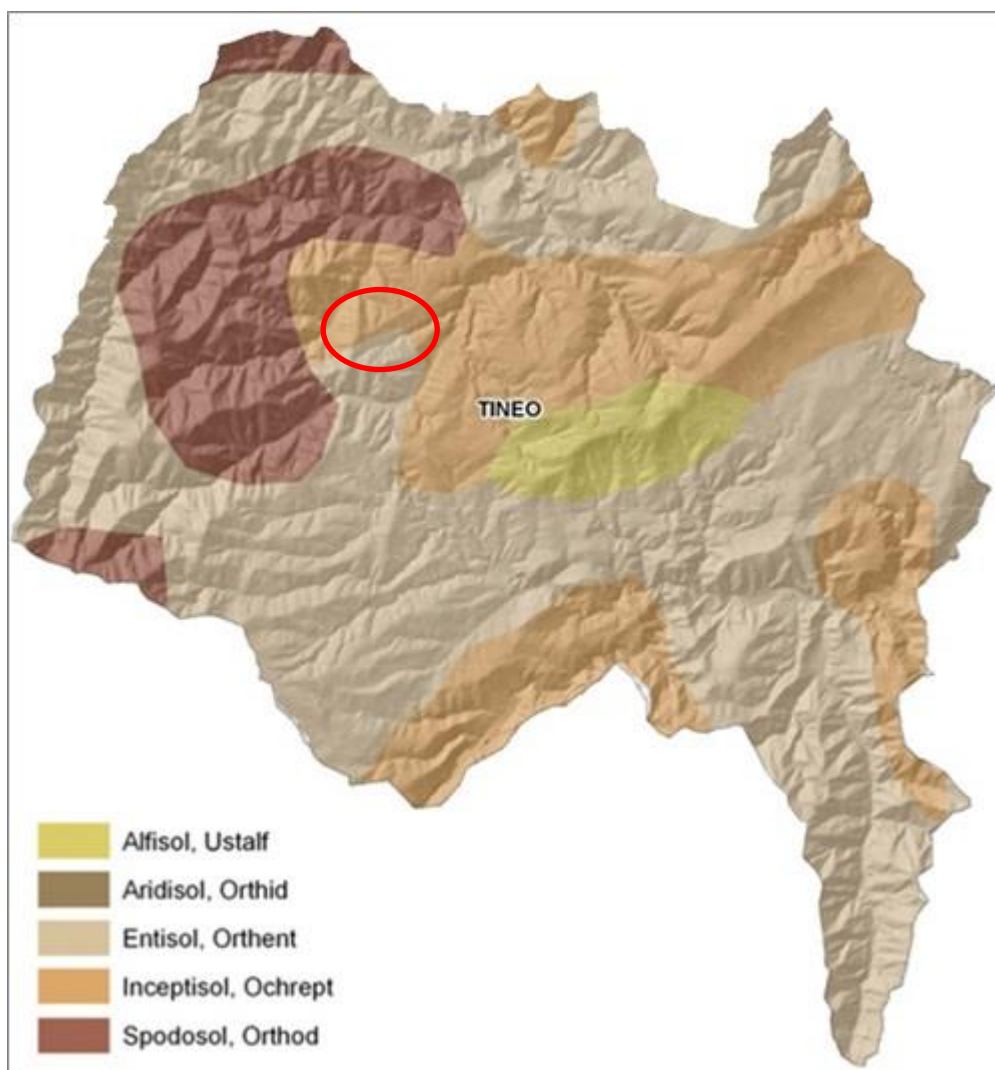 TINEO
Alfisol, Ustalf
Aridisol, Orthid
Entisol, Orthent
Inceptisol, Ochrept
Spodosol, Orthod